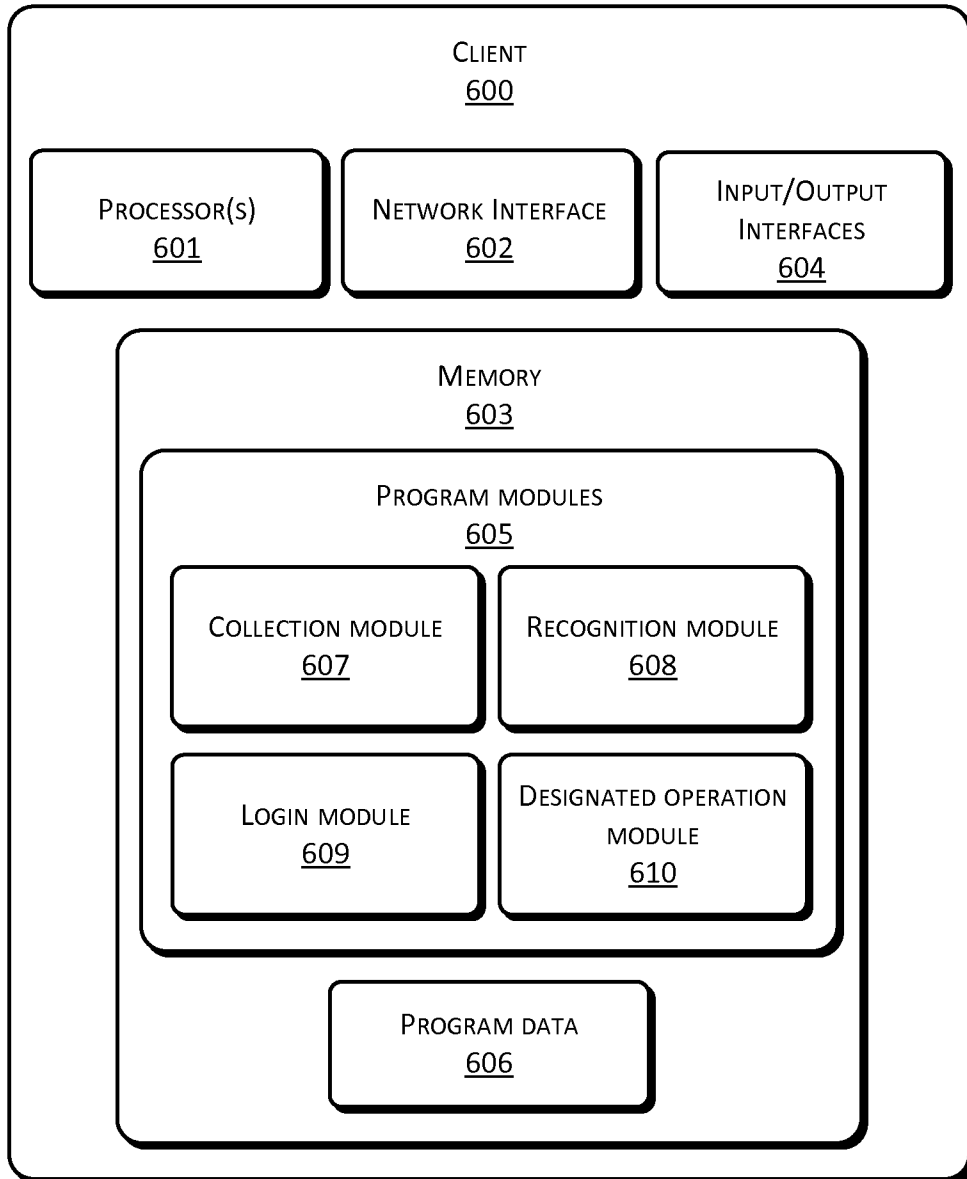 CLIENT
600
PROCESSOR(S)
601
NETWORK INTERFACE
602
INPUT/OUTPUT
INTERFACES
604
MEMORY
603
PROGRAM MODULES
605
COLLECTION MODULE
607
RECOGNITION MODULE
608
LOGIN MODULE
609
DESIGNATED OPERATION
MODULE
610
PROGRAM DATA
606